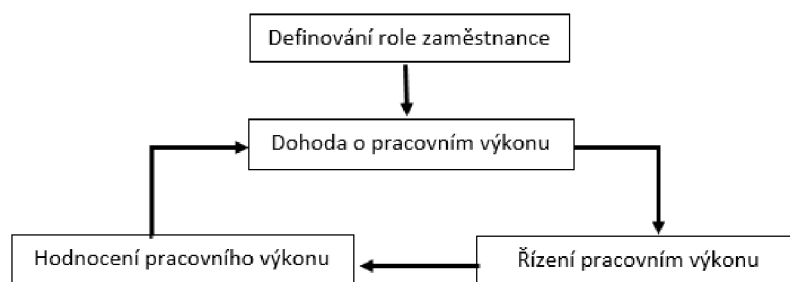 Definování role zaměstnance
Dohoda o pracovním výkonu
Hodnocení pracovního výkonu
Řízení pracovním výkonu